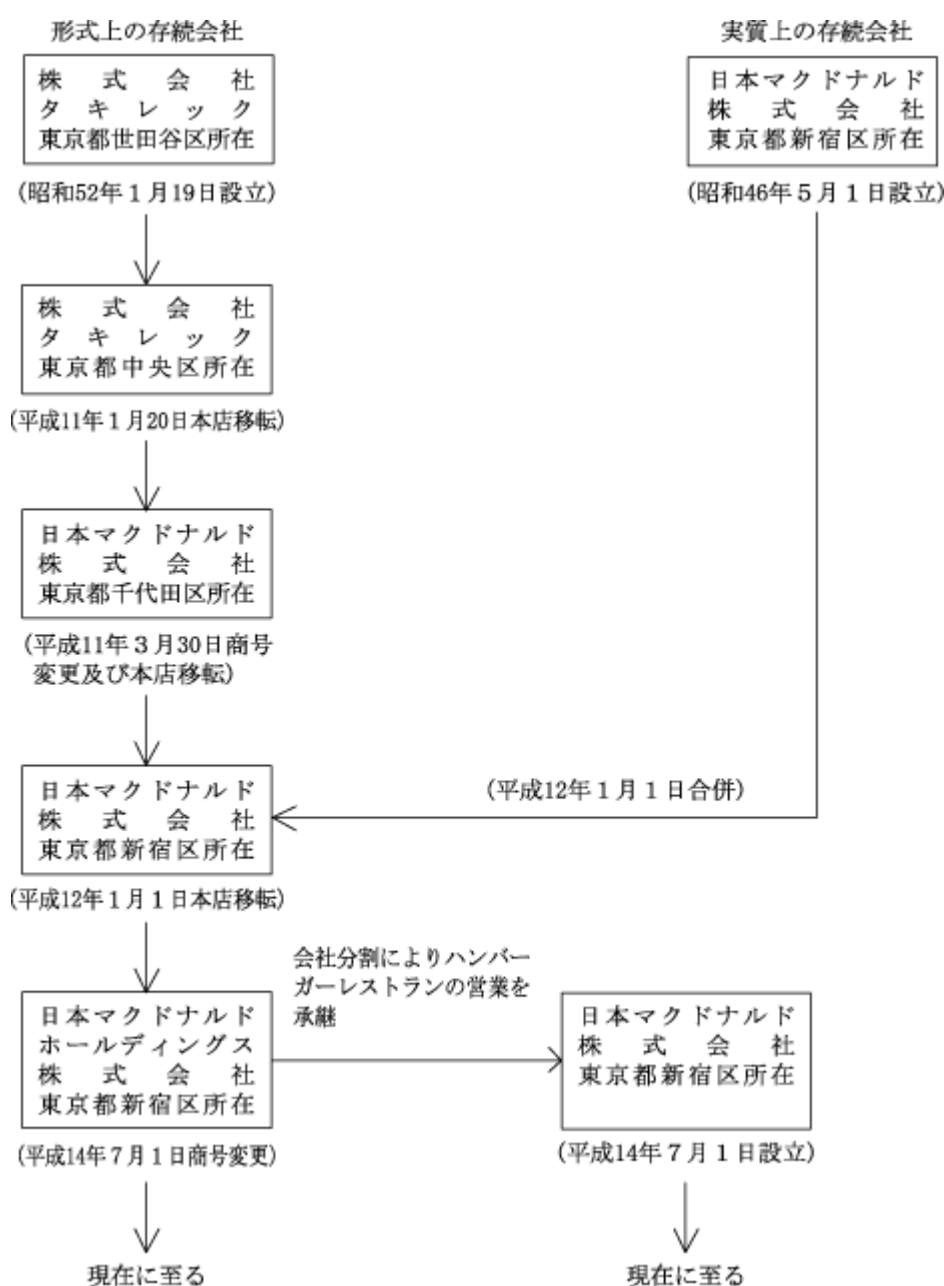 形式上の存続会社
株式会社
タキレック
東京都世田谷区所在
(昭和52年1月19日設立)
株式会社
タキレック
東京都中央区所在
(平成11年1月20日本店移転)
日本マクドナルド
株式会社
東京都千代田区所在
(平成11年3月30日商号
変更及び本店移転)
実質上の存続会社
日本マクドナルド
株式会社
東京都新宿区所在
(昭和46年5月1日設立)
(平成12年1月1日合併)
日本マクドナルド
株式会社
東京都新宿区所在
(平成12年1月1日本店移転)
日本マクドナルド
ホールディングス
株式会社
東京都新宿区所在
(平成14年7月1日商号変更)
現在に至る
会社分割によりハンバー
ガーレストランの営業を
承継
日本マクドナルド
株式会社
東京都新宿区所在
(平成14年7月1日設立)
現在に至る